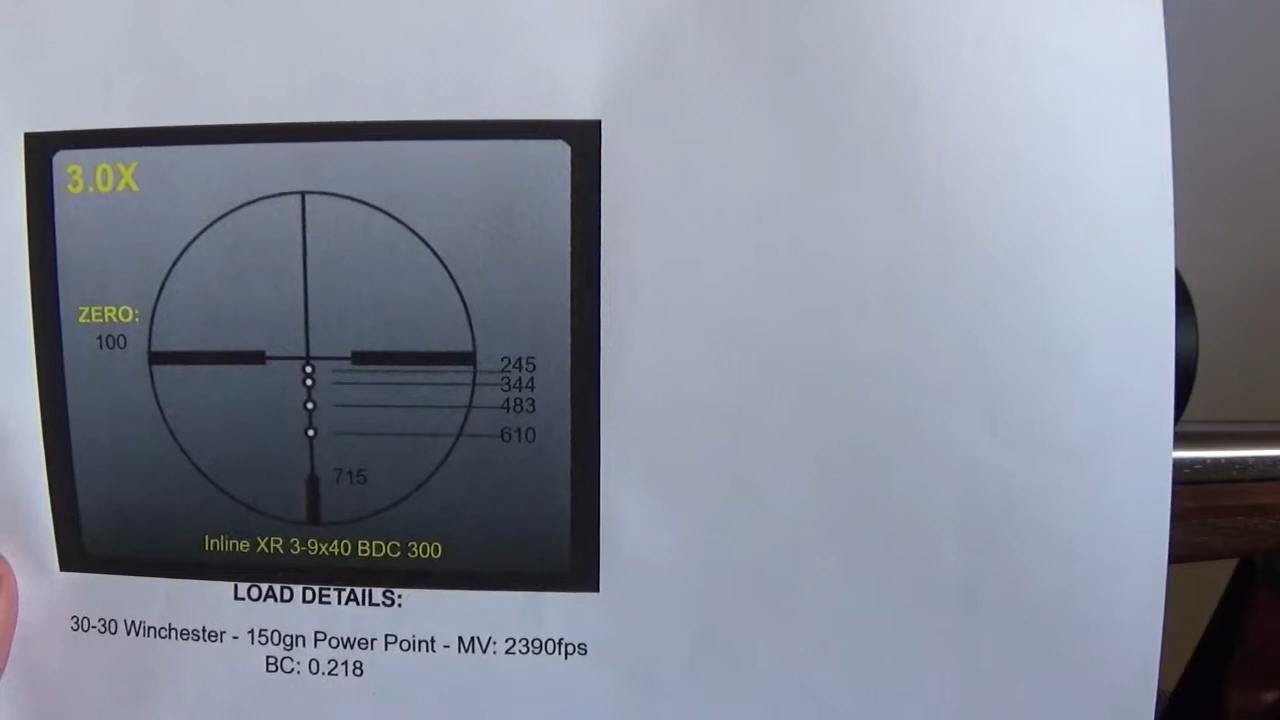 3.0X
ZERO:
100
245
344
483
610
715
Inline XR 3-9x40 BDC 300
LOAD DETAILS:
30-30 Winchester - 150gn Power Point - MV: 2390fps
BC: 0.218